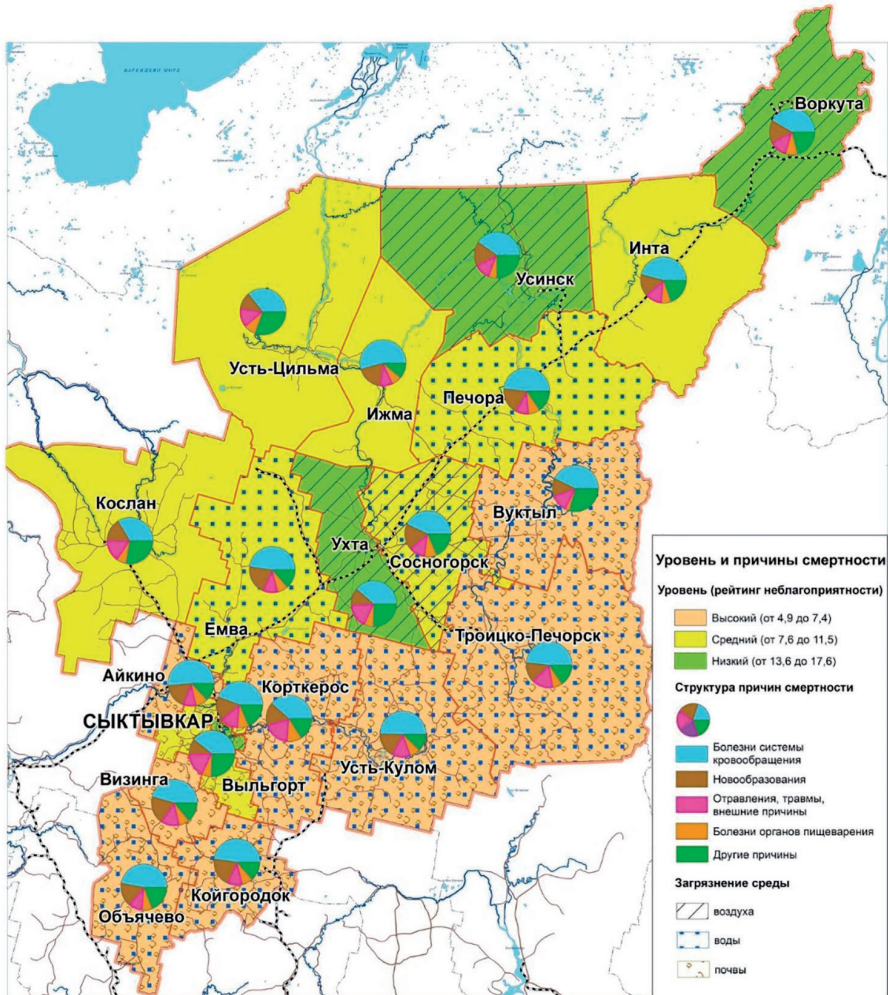 БАРЕНЦЕВО МОРЕ
Воркута
Инта
Усинск
Усть-Цильма
Ижма
Печора
Вуктыл
Кослан
Ухта
Сосногорск
Емва
Троицко-Печорск
Айкино
Корткерос
СЫКТЫВКАР
Усть-Кулом
Визинга
Выльгорт
Койгородок
Объячево
Уровень и причины смертности
Уровень (рейтинг неблагоприятности)
Высокий (от 4,9 до 7,4)
Средний (от 7,6 до 11,5)
Низкий (от 13,6 до 17,6)
Структура причин смертности
Болезни системы
кровообращения
Новообразования
Отравления, травмы,
внешние причины
Болезни органов пищеварения
Другие причины
Загрязнение среды
воздуха
воды
почвы